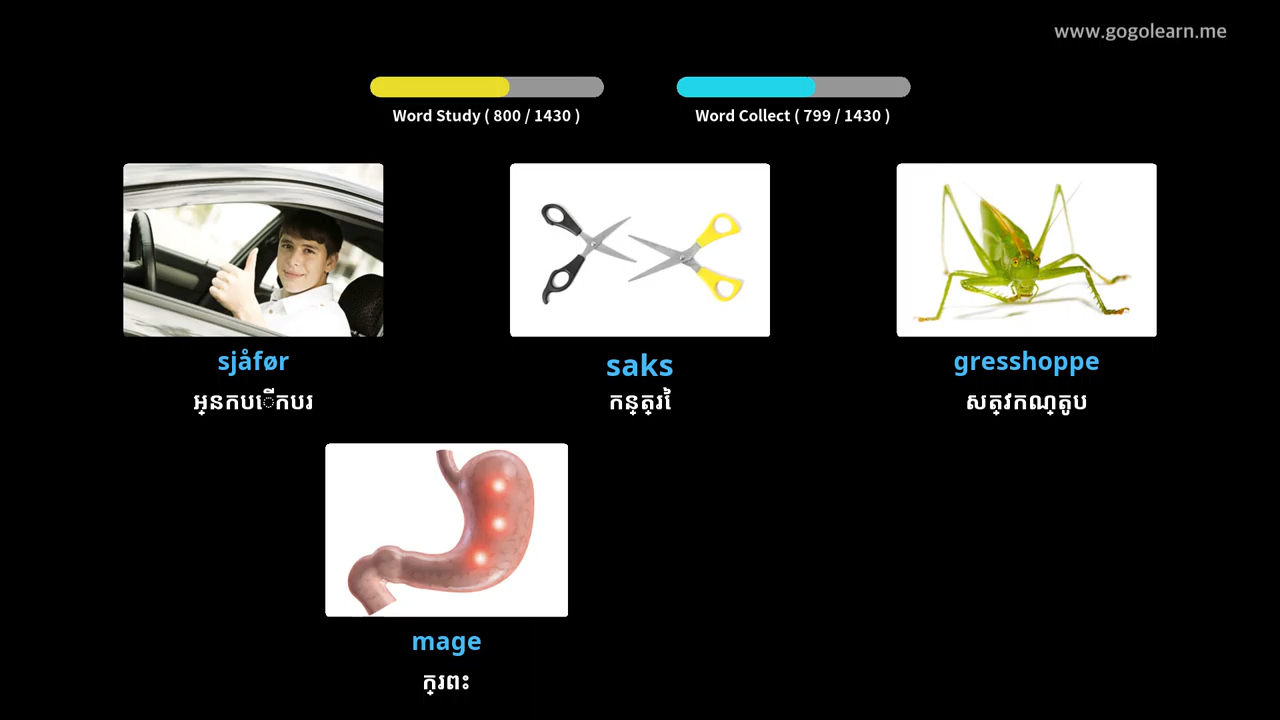 www.gogolearn.me
Word Study ( 800 / 1430 )
Word Collect ( 799 / 1430 )
sjåfør
អ្នកបើកបរ
saks
កន្ត្រៃ
gresshoppe
សត្វកណ្តូប
mage
ក្រពះ